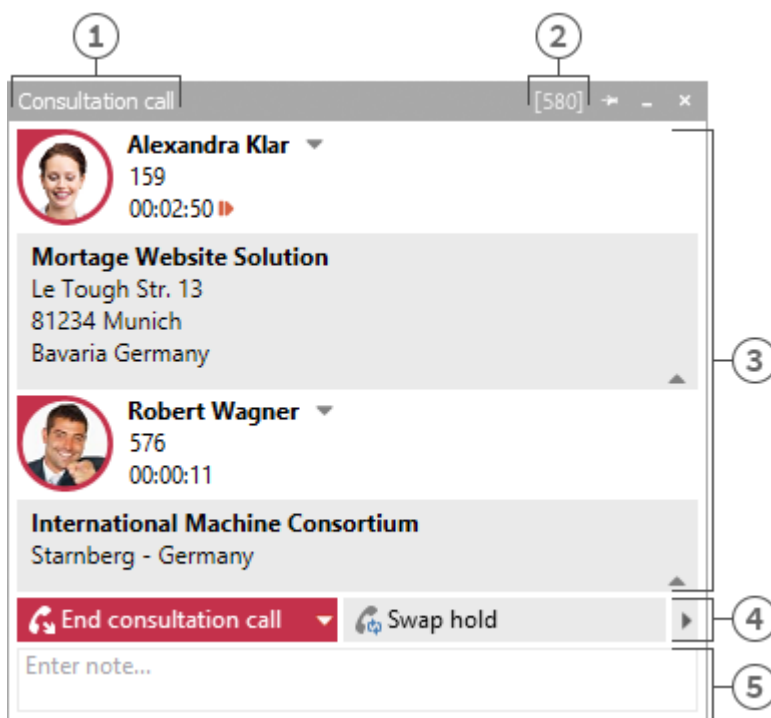 1
2
Consultation call [580]
Alexandra Klar
159
00:02:50
Mortage Website Solution
Le Tough Str. 13
81234 Munich
Bavaria Germany
3
Robert Wagner
576
00:00:11
International Machine Consortium
Starnberg - Germany
End consultation call Swap hold
4
Enter note...
5